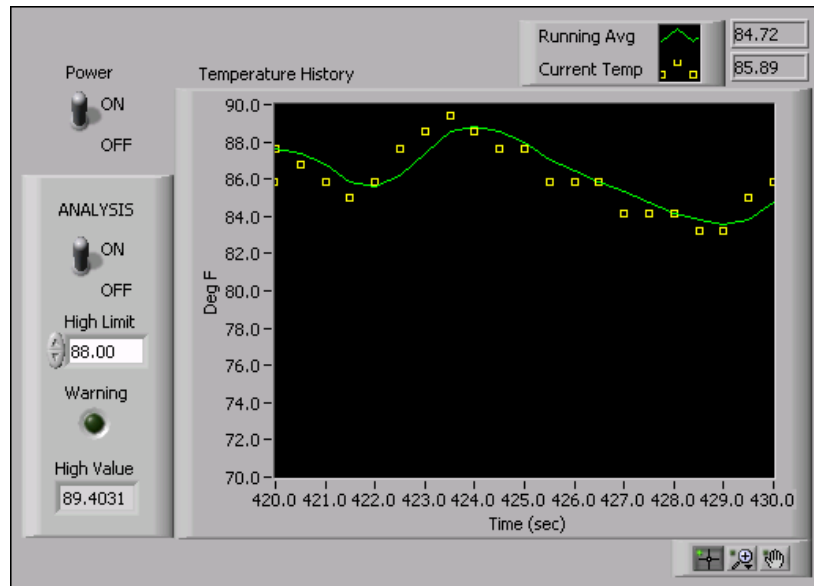 Running Avg 84.72
Current Temp 85.89
Power
ON
OFF
Temperature History
ANALYSIS
ON
OFF
High Limit
88.00
Warning
High Value
89.4031
Deg F
90.0
88.0
86.0
84.0
82.0
80.0
78.0
76.0
74.0
72.0
70.0
420.0 421.0 422.0 423.0 424.0 425.0 426.0 427.0 428.0 429.0 430.0
Time (sec)